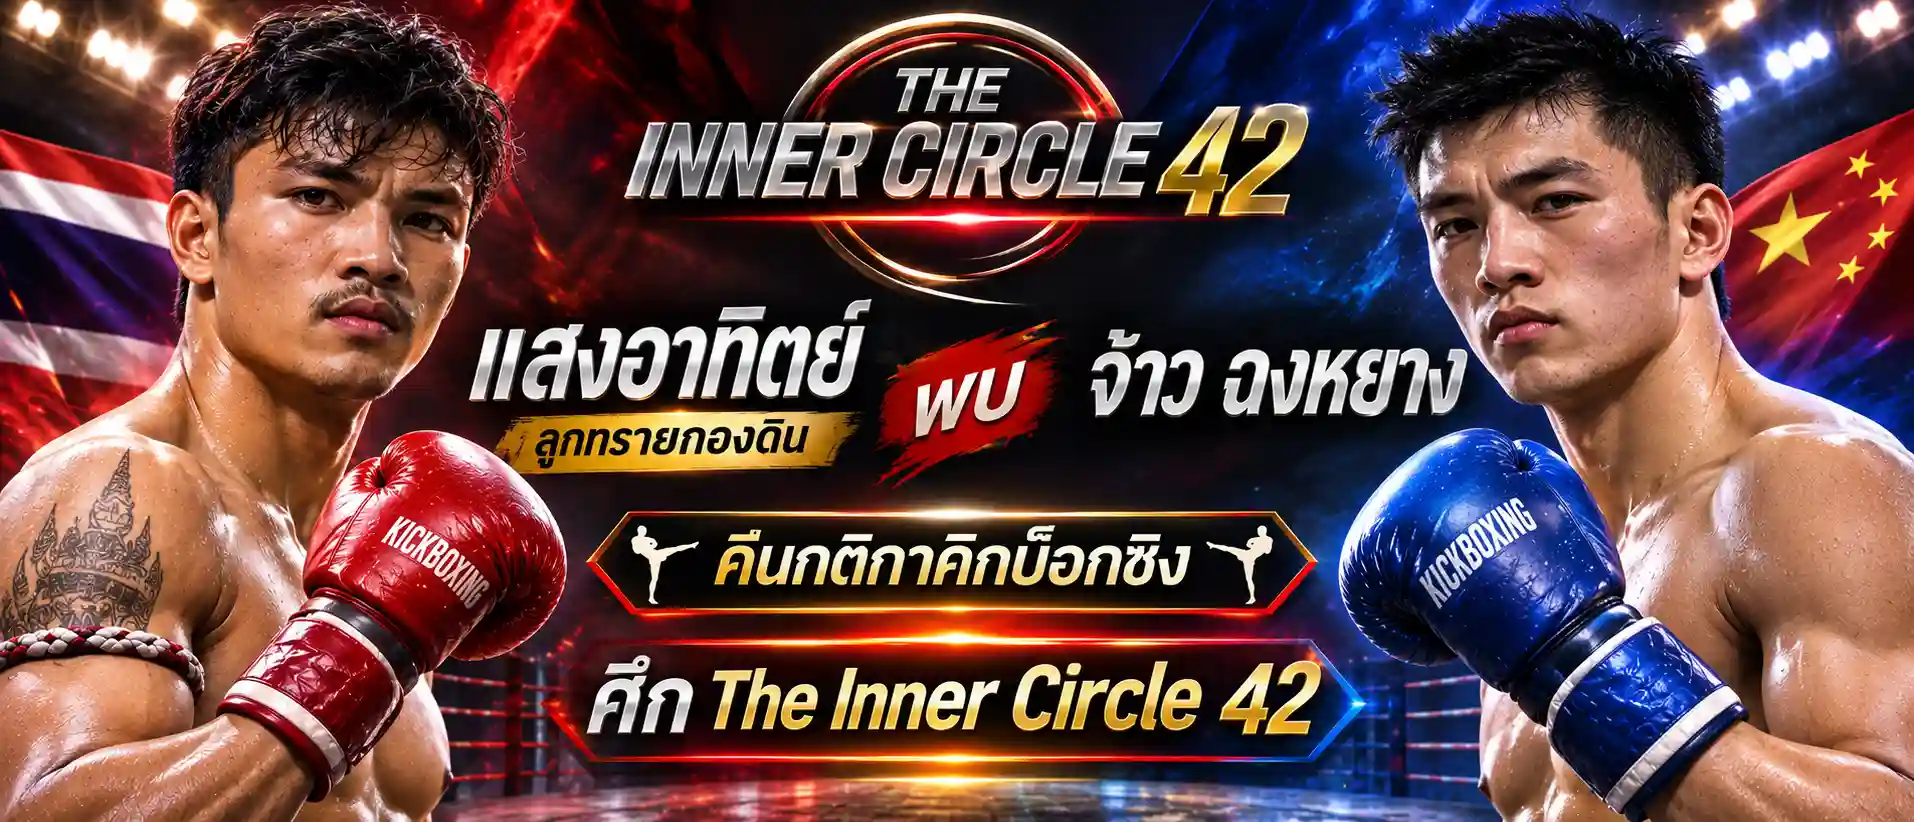 THE
INNER CIRCLE 42
แสงอาทิตย์ พบ จ้าว ฉงหยาง
ลูกทรายกองดิน
KICKBOXING
KICKBOXING
คืนกติกาคิกบ็อกซิง
ศึก The Inner Circle 42